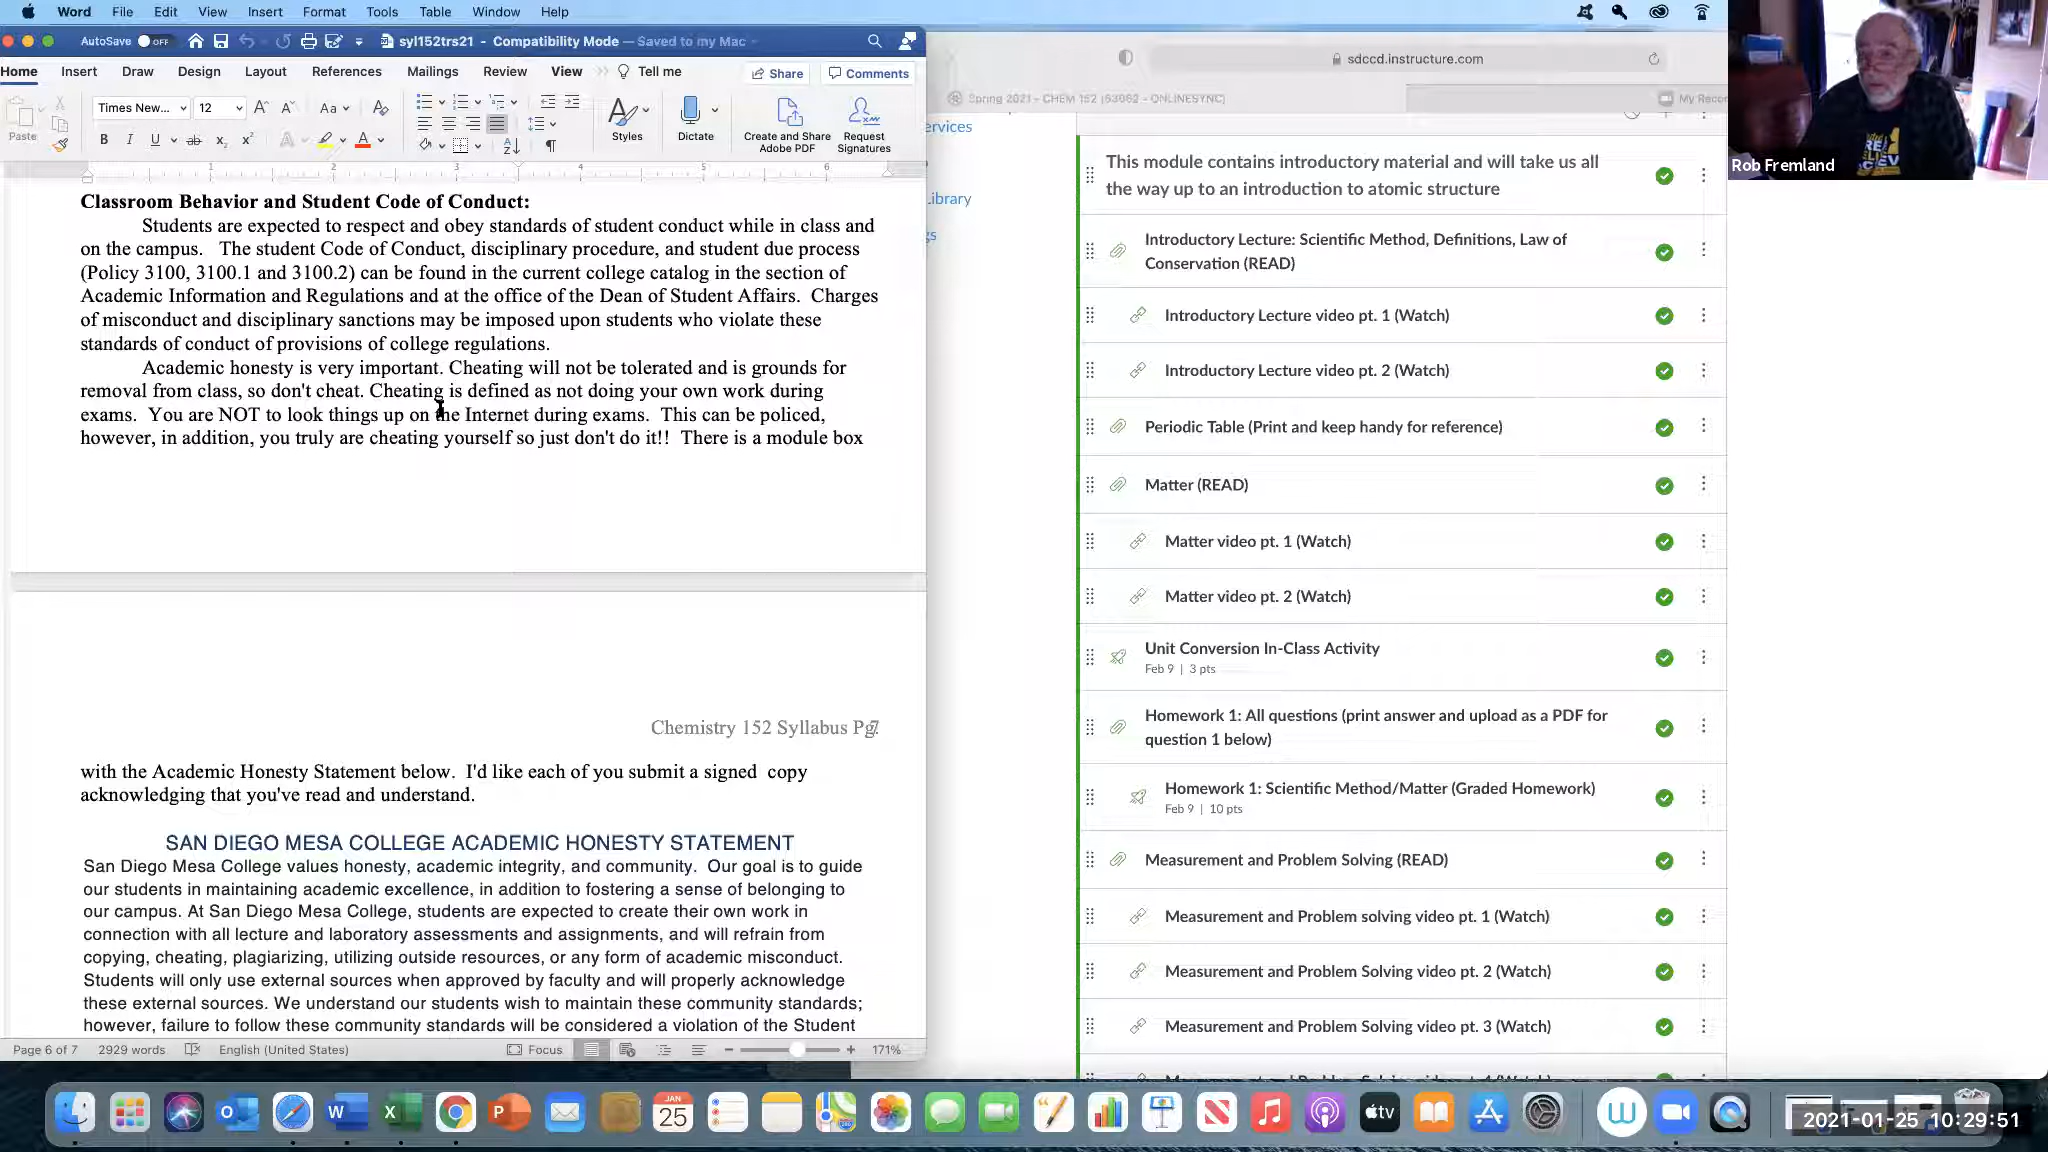 Word File Edit View Insert Format Tools Table Window Help
AutoSave OFF syl152trs21 - Compatibility Mode — Saved to my Mac
Home Insert Draw Design Layout References Mailings Review View Tell me Share Comments
Paste Times New... 12 Styles Dictate Create and Share Adobe PDF Request Signatures
1 2 3 4 5 6
Classroom Behavior and Student Code of Conduct:
Students are expected to respect and obey standards of student conduct while in class and
on the campus. The student Code of Conduct, disciplinary procedure, and student due process
(Policy 3100, 3100.1 and 3100.2) can be found in the current college catalog in the section of
Academic Information and Regulations and at the office of the Dean of Student Affairs. Charges
of misconduct and disciplinary sanctions may be imposed upon students who violate these
standards of conduct of provisions of college regulations.
Academic honesty is very important. Cheating will not be tolerated and is grounds for
removal from class, so don't cheat. Cheating is defined as not doing your own work during
exams. You are NOT to look things up on the Internet during exams. This can be policed,
however, in addition, you truly are cheating yourself so just don't do it!! There is a module box
Chemistry 152 Syllabus Pg. 7
with the Academic Honesty Statement below. I'd like each of you submit a signed copy
acknowledging that you've read and understand.
SAN DIEGO MESA COLLEGE ACADEMIC HONESTY STATEMENT
San Diego Mesa College values honesty, academic integrity, and community. Our goal is to guide
our students in maintaining academic excellence, in addition to fostering a sense of belonging to
our campus. At San Diego Mesa College, students are expected to create their own work in
connection with all lecture and laboratory assessments and assignments, and will refrain from
copying, cheating, plagiarizing, utilizing outside resources, or any form of academic misconduct.
Students will only use external sources when approved by faculty and will properly acknowledge
these external sources. We understand our students wish to maintain these community standards;
however, failure to follow these community standards will be considered a violation of the Student
Page 6 of 7 2929 words English (United States) Focus 171%
sdccd.instructure.com
Spring 2021 - CHEM 152 (63062 - ONLINESYNC) My Recor
ervices
ibrary
gs
This module contains introductory material and will take us all
the way up to an introduction to atomic structure
Introductory Lecture: Scientific Method, Definitions, Law of
Conservation (READ)
Introductory Lecture video pt. 1 (Watch)
Introductory Lecture video pt. 2 (Watch)
Periodic Table (Print and keep handy for reference)
Matter (READ)
Matter video pt. 1 (Watch)
Matter video pt. 2 (Watch)
Unit Conversion In-Class Activity
Feb 9 | 3 pts
Homework 1: All questions (print answer and upload as a PDF for
question 1 below)
Homework 1: Scientific Method/Matter (Graded Homework)
Feb 9 | 10 pts
Measurement and Problem Solving (READ)
Measurement and Problem solving video pt. 1 (Watch)
Measurement and Problem Solving video pt. 2 (Watch)
Measurement and Problem Solving video pt. 3 (Watch)
Rob Fremland
JAN
25
tv
2021-01-25 10:29:51